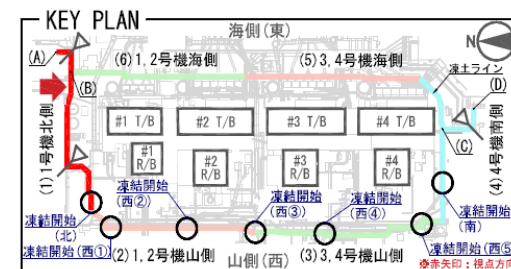 KEY PLAN
海側(東)
N
(A)
(6)1,2号機海側
(5)3,4号機海側
凍土ライン
(B)
(D)
#1 T/B
#2 T/B
#3 T/B
#4 T/B
(C)
(1)1号機北側
(4)4号機南側
#1
R/B
#2
R/B
#3
R/B
#4
R/B
凍結開始
(西②)
凍結開始
(西③)
凍結開始
(西④)
凍結開始
(北)
凍結開始
(南)
凍結開始(西①)
(2)1,2号機山側
山側(西)
(3)3,4号機山側
凍結開始(西⑤
※赤矢印:視点方向